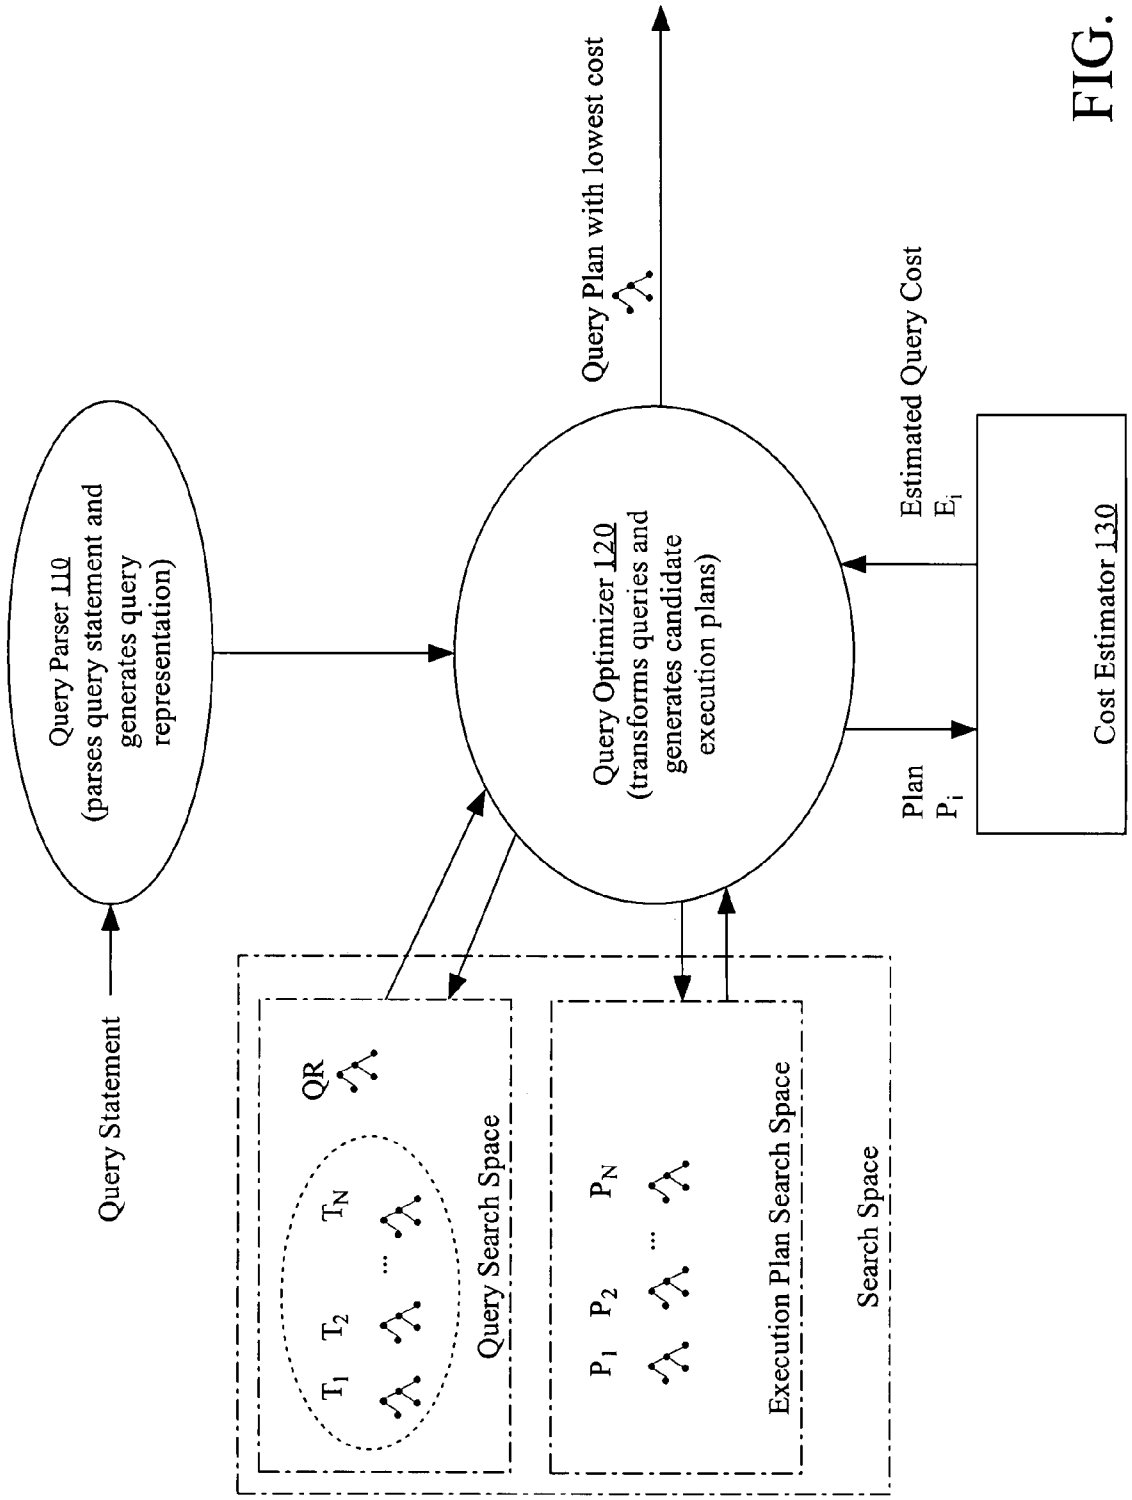 Query Statement
Query Parser 110
(parses query statement and
generates query
representation)
QR
T1 T2 ... TN
Query Search Space
Query Optimizer 120
(transforms queries and
generates candidate
execution plans)
Query Plan with lowest cost
P1 P2 ... PN
Execution Plan Search Space
Search Space
Plan
Pi
Estimated Query Cost
Ei
Cost Estimator 130
FIG.